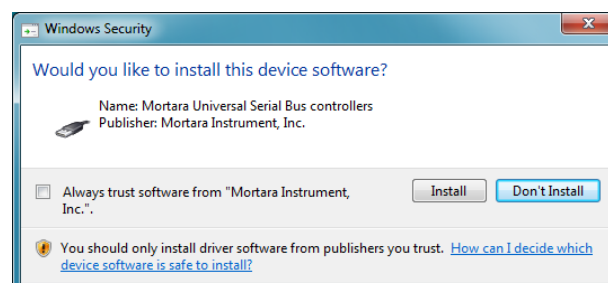 Windows Security
Would you like to install this device software?
Name: Mortara Universal Serial Bus controllers
Publisher: Mortara Instrument, Inc.
Always trust software from "Mortara Instrument,
Inc.".
Install
Don't Install
You should only install driver software from publishers you trust. How can I decide which
device software is safe to install?